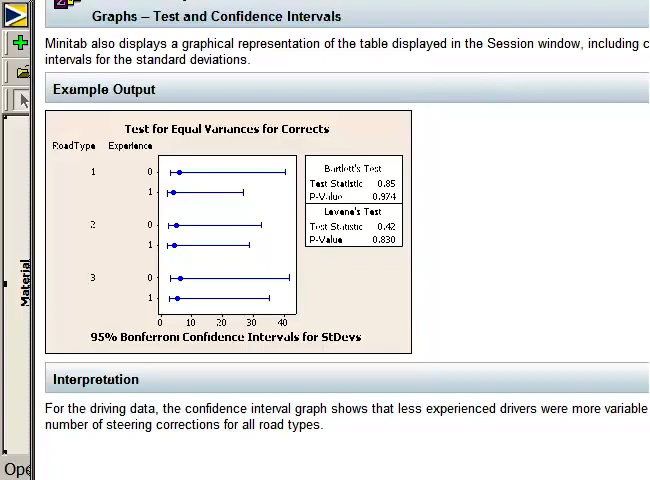 Graphs – Test and Confidence Intervals
Minitab also displays a graphical representation of the table displayed in the Session window, including c
intervals for the standard deviations.
Example Output
Test for Equal Variances for Corrects
RoadType Experience
1 0
1
2 0
1
3 0
1
0 10 20 30 40
95% Bonferroni Confidence Intervals for StDevs
Bartlett's Test
Test Statistic 0.85
P-Value 0.974
Levene's Test
Test Statistic 0.42
P-Value 0.830
Interpretation
For the driving data, the confidence interval graph shows that less experienced drivers were more variable
number of steering corrections for all road types.
Material
Ope